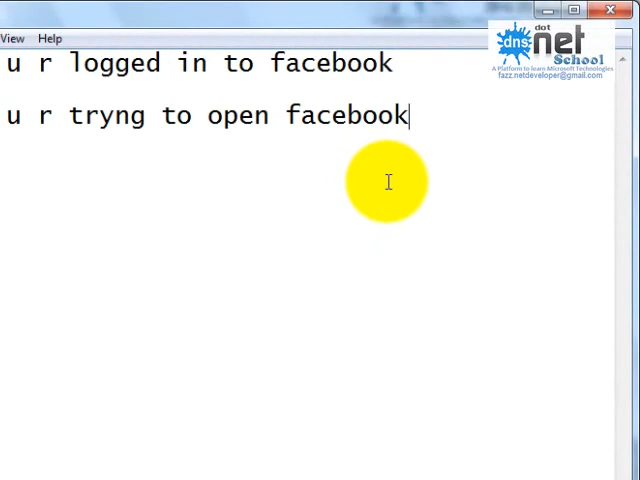 dot
dns net
School
A Platform to learn Microsoft Technologies
fazz.netdeveloper@gmail.com
View Help
u r logged in to facebook
u r tryng to open facebook